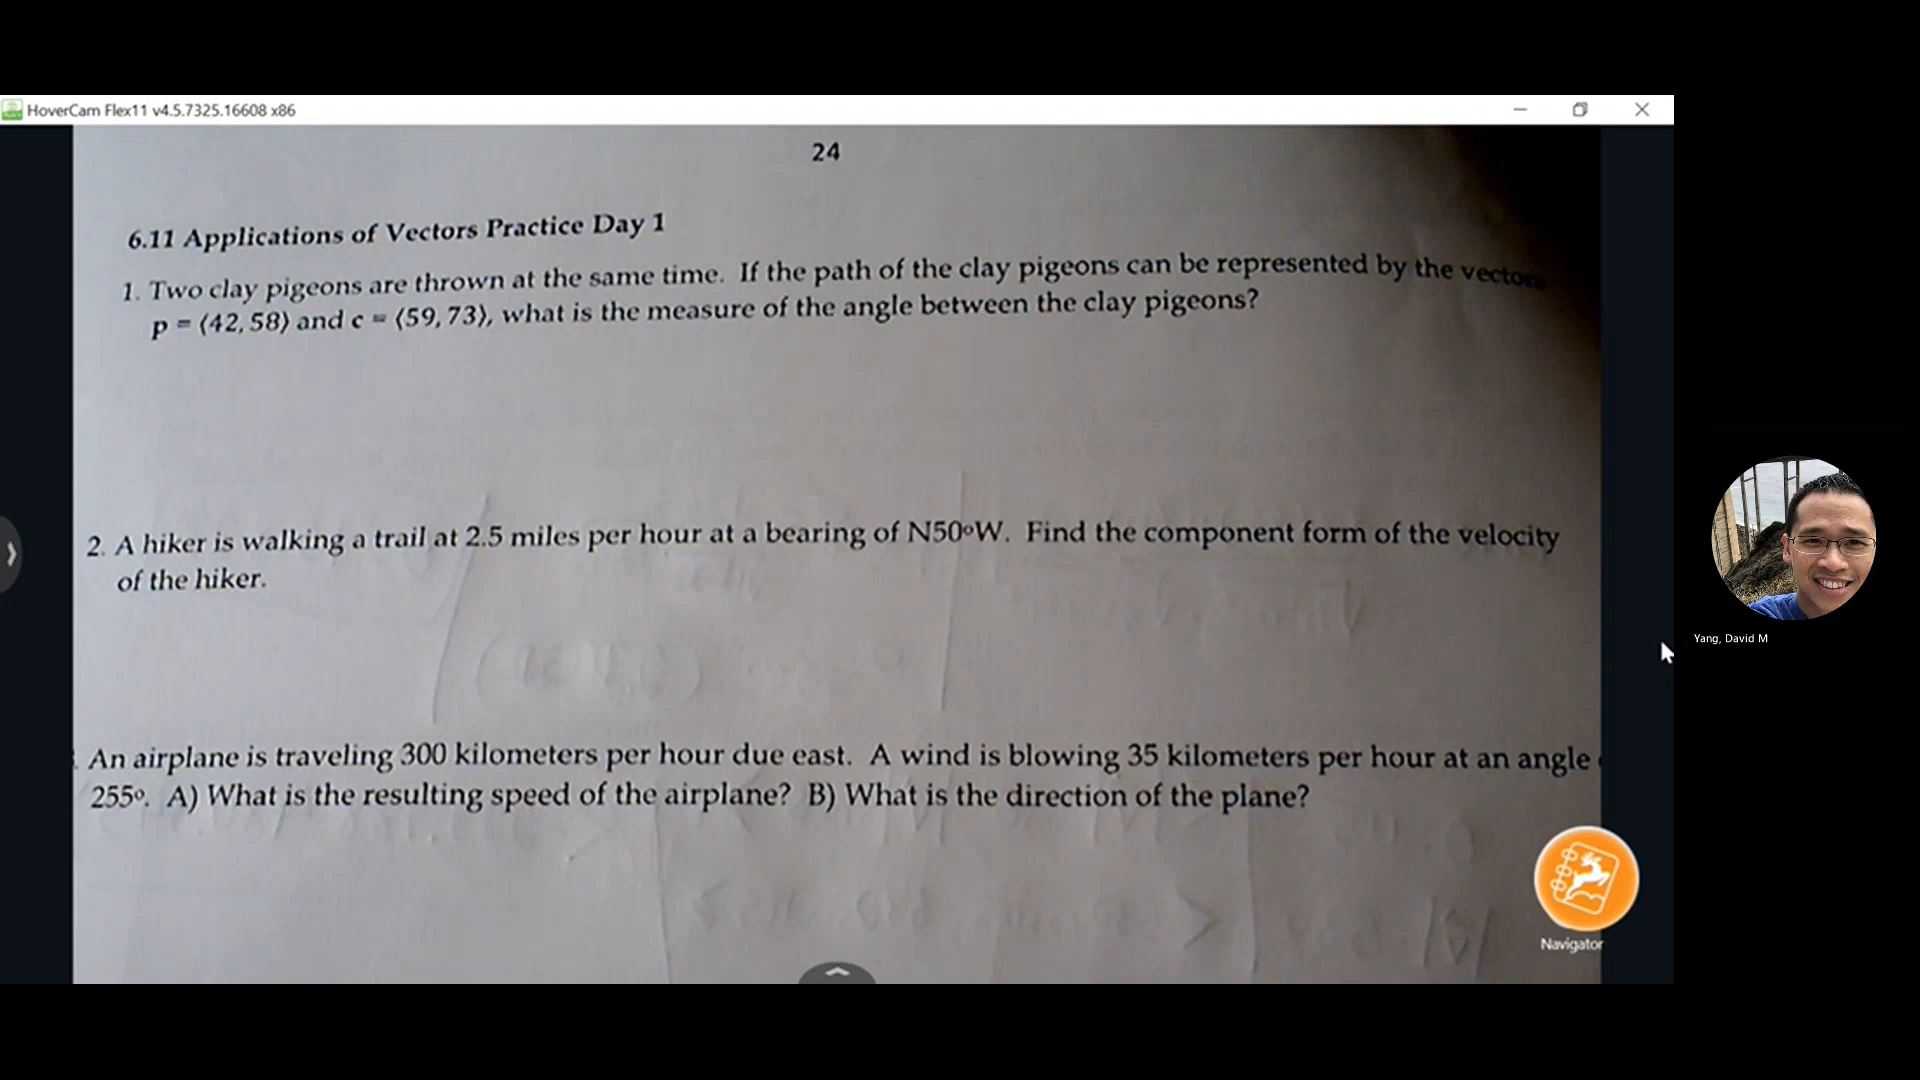 HoverCam Flex11 v4.5.7325.16608 x86
24
6.11 Applications of Vectors Practice Day 1
1. Two clay pigeons are thrown at the same time. If the path of the clay pigeons can be represented by the vectors
p = ⟨42, 58⟩ and c = ⟨59, 73⟩, what is the measure of the angle between the clay pigeons?
2. A hiker is walking a trail at 2.5 miles per hour at a bearing of N50°W. Find the component form of the velocity
of the hiker.
. An airplane is traveling 300 kilometers per hour due east. A wind is blowing 35 kilometers per hour at an angle
255°. A) What is the resulting speed of the airplane? B) What is the direction of the plane?
Navigator
Yang, David M